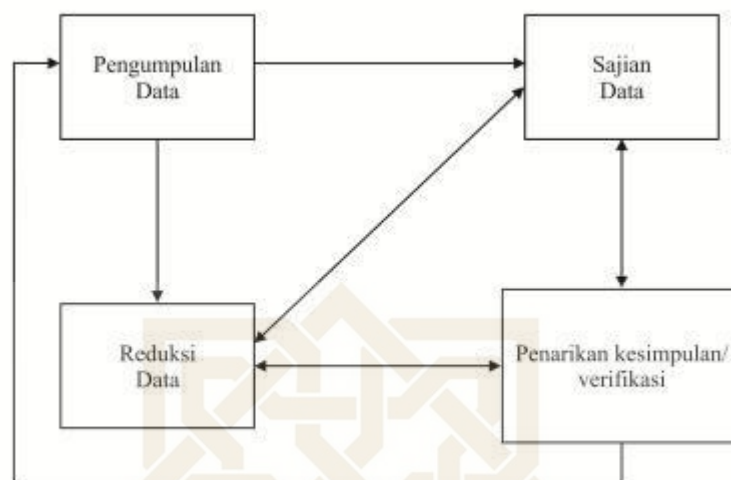 Pengumpulan
Data
Sajian
Data
Reduksi
Data
Penarikan kesimpulan/
verifikasi